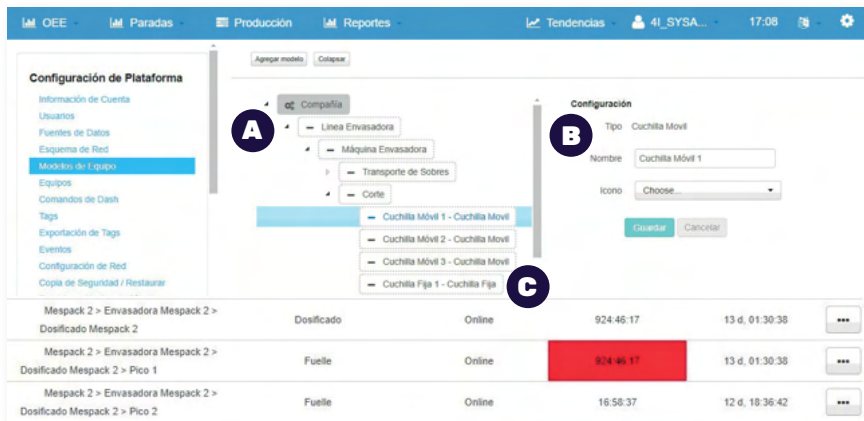 OEE Paradas Producción Reportes Tendencias 4I_SYSA... 17:08
Agregar modelo Colapsar
Configuración de Plataforma
Información de Cuenta
Usuarios
Fuentes de Datos
Esquema de Red
Modelos de Equipo
Equipos
Comandos de Dash
Tags
Exportación de Tags
Eventos
Configuración de Red
Copia de Seguridad / Restaurar
Compañía
A
Linea Envasadora
Máquina Envasadora
Transporte de Sobres
Corte
Cuchilla Móvil 1 - Cuchilla Movil
Cuchilla Móvil 2 - Cuchilla Movil
Cuchilla Móvil 3 - Cuchilla Movil
Cuchilla Fija 1 - Cuchilla Fija
C
Configuración
B
Tipo Cuchilla Movil
Nombre Cuchilla Móvil 1
Icono Choose...
Guardar Cancelar
Mespack 2 > Envasadora Mespack 2 >
Dosificado Mespack 2
Dosificado Online 924:46:17 13 d, 01:30:38
Mespack 2 > Envasadora Mespack 2 >
Dosificado Mespack 2 > Pico 1
Fuelle Online 924:46:17 13 d, 01:30:38
Mespack 2 > Envasadora Mespack 2 >
Dosificado Mespack 2 > Pico 2
Fuelle Online 16:58:37 12 d, 18:36:42